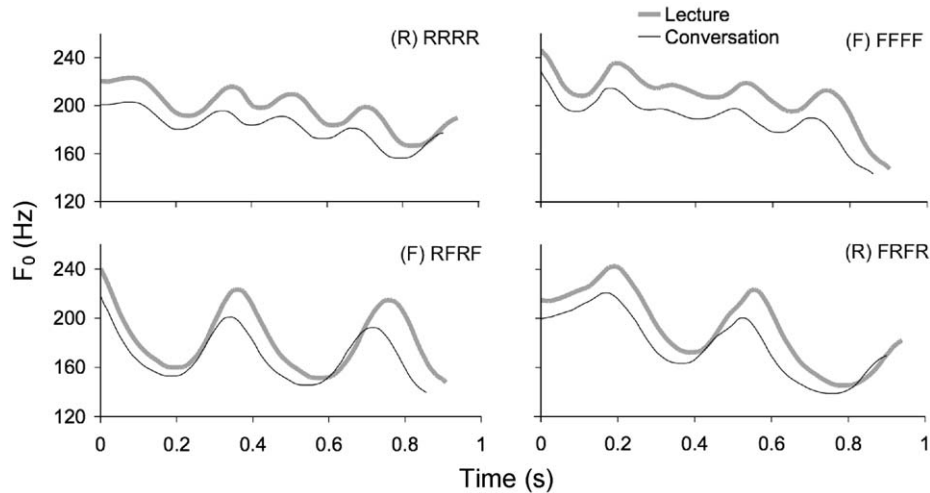 Lecture
Conversation
(R) RRRR
(F) FFFF
240
200
160
120
(F) RFRF
(R) FRFR
240
200
160
120
0 0.2 0.4 0.6 0.8 1
0 0.2 0.4 0.6 0.8 1
F0 (Hz)
Time (s)